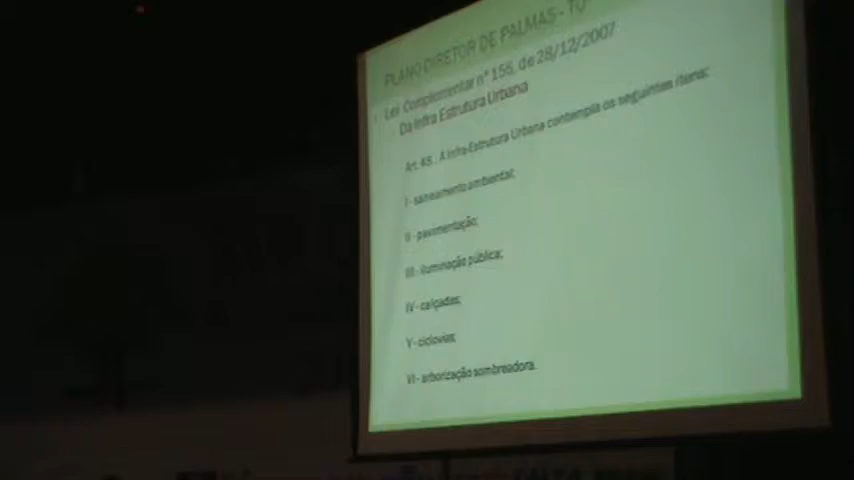 PLANO DIRETOR DE PALMAS - TO
Lei Complementar nº 155, de 28/12/2007
Da Infra Estrutura Urbana
Art. 48.. A Infra-Estrutura Urbana contempla os seguintes itens:
I - saneamento ambiental;
II - pavimentação;
III - iluminação pública;
IV - calçadas;
V - ciclovias;
VI - arborização sombreadora.